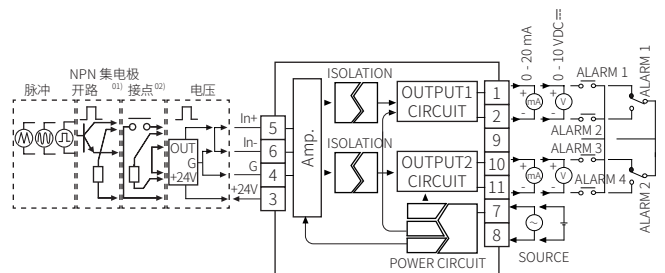 脉冲
NPN 集电极
开路 01)
接点 02)
电压
OUT
G
+24V
In+
In-
G
+24V
5
6
4
3
Amp.
ISOLATION
ISOLATION
OUTPUT1
CIRCUIT
OUTPUT2
CIRCUIT
POWER CIRCUIT
1
2
9
10
11
7
8
0 - 20 mA
0 - 10 VDC⎓
+
mA
-
+
V
-
ALARM 1
ALARM 2
ALARM 3
ALARM 4
+
mA
-
+
V
-
ALARM 1
ALARM 2
SOURCE